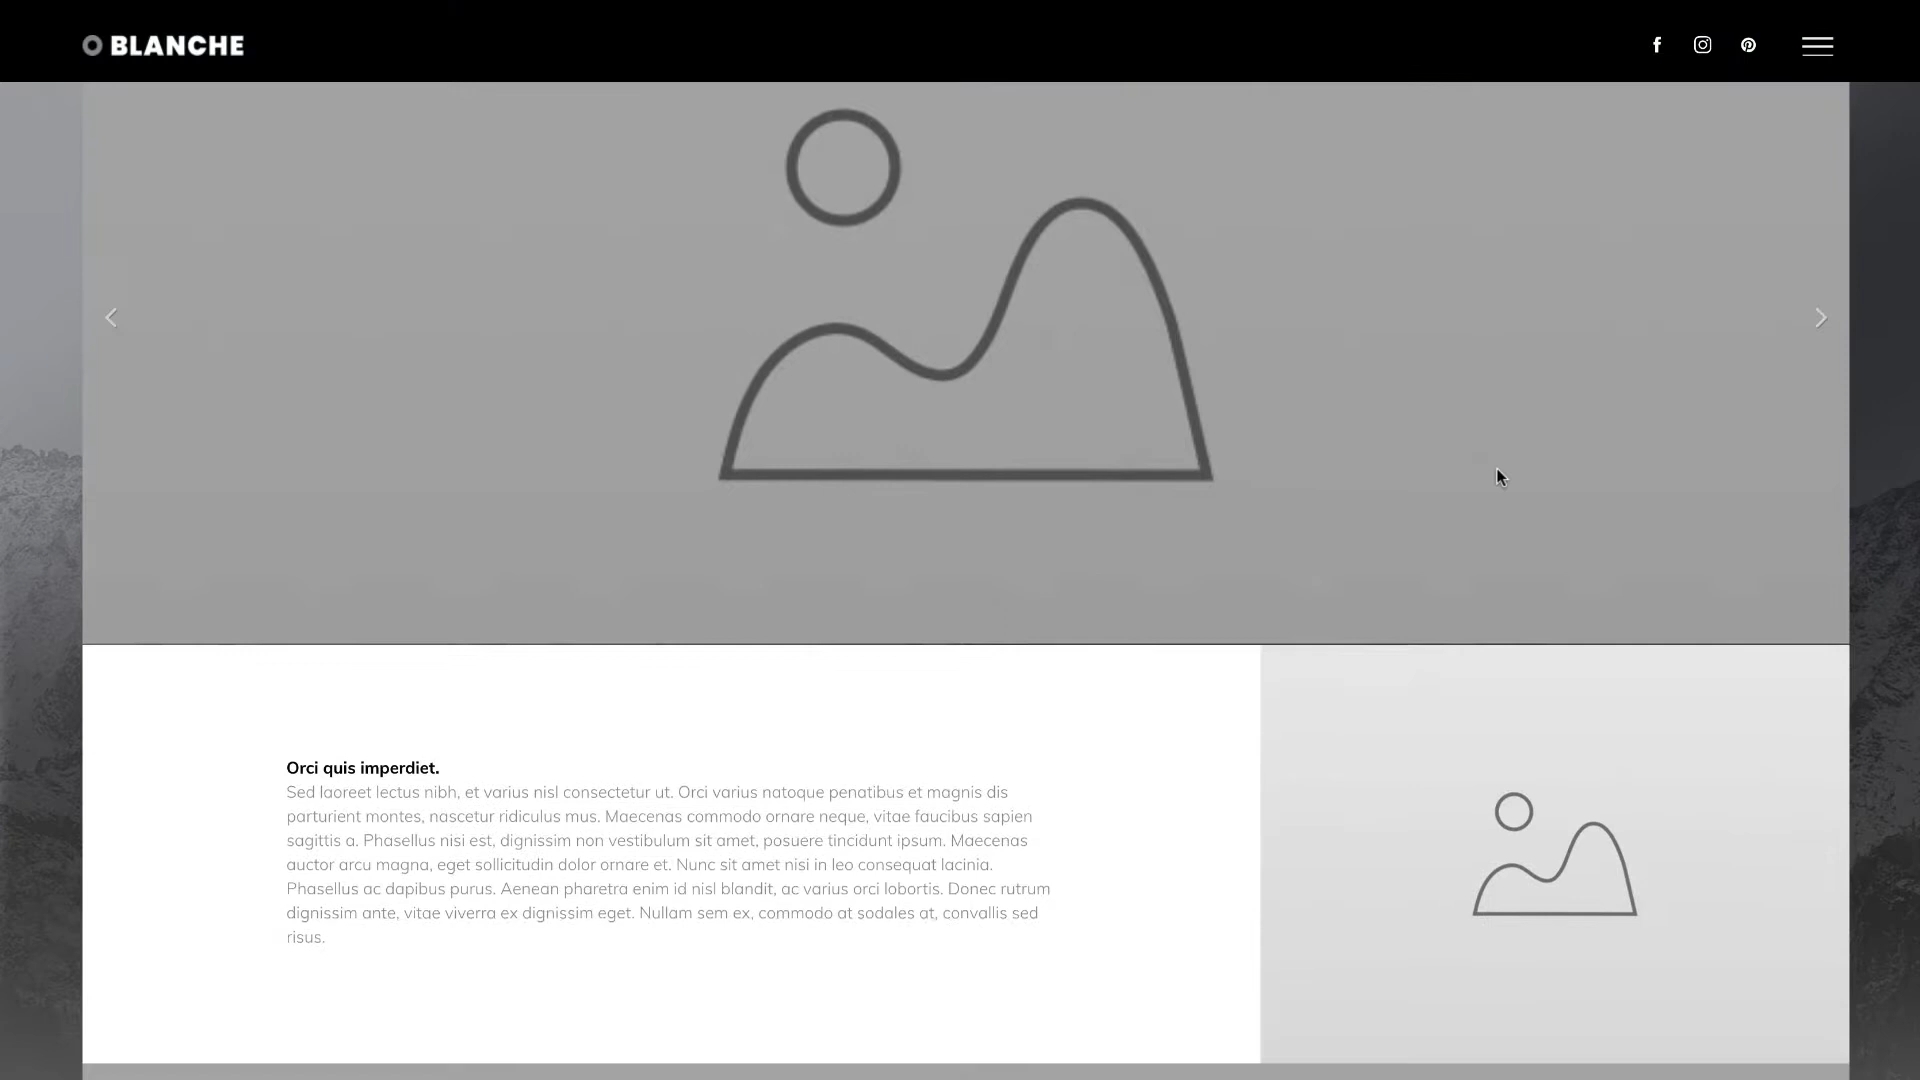 BLANCHE
Orci quis imperdiet.
Sed laoreet lectus nibh, et varius nisl consectetur ut. Orci varius natoque penatibus et magnis dis
parturient montes, nascetur ridiculus mus. Maecenas commodo ornare neque, vitae faucibus sapien
sagittis a. Phasellus nisi est, dignissim non vestibulum sit amet, posuere tincidunt ipsum. Maecenas
auctor arcu magna, eget sollicitudin dolor ornare et. Nunc sit amet nisi in leo consequat lacinia.
Phasellus ac dapibus purus. Aenean pharetra enim id nisl blandit, ac varius orci lobortis. Donec rutrum
dignissim ante, vitae viverra ex dignissim eget. Nullam sem ex, commodo at sodales at, convallis sed
risus.